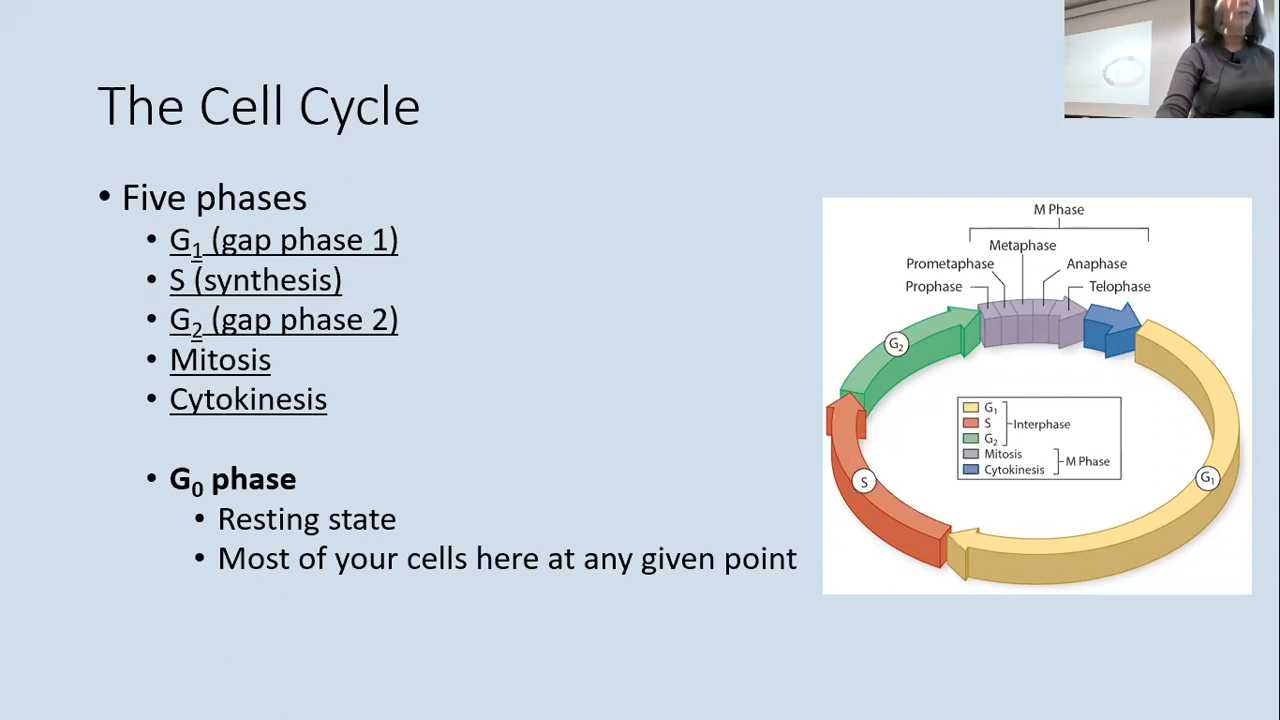 The Cell Cycle
• Five phases
• G₁ (gap phase 1)
• S (synthesis)
• G₂ (gap phase 2)
• Mitosis
• Cytokinesis
• G₀ phase
• Resting state
• Most of your cells here at any given point
M Phase
Metaphase
Prometaphase
Anaphase
Prophase
Telophase
G₂
G₁
S
G₂
Interphase
Mitosis
Cytokinesis
M Phase
S
G₁